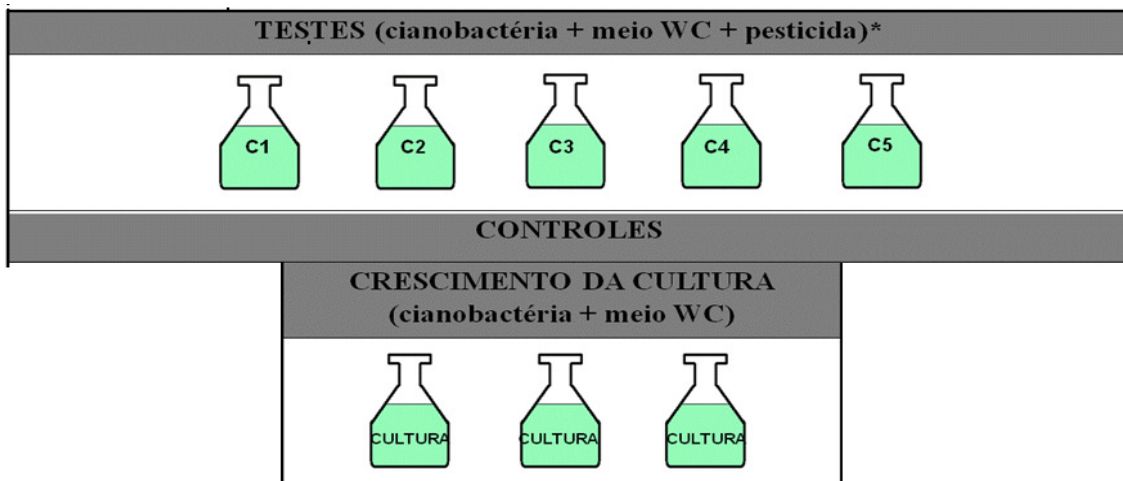 TESTES (cianobactéria + meio WC + pesticida)*
C1 C2 C3 C4 C5
CONTROLES
CRESCIMENTO DA CULTURA
(cianobactéria + meio WC)
CULTURA CULTURA CULTURA